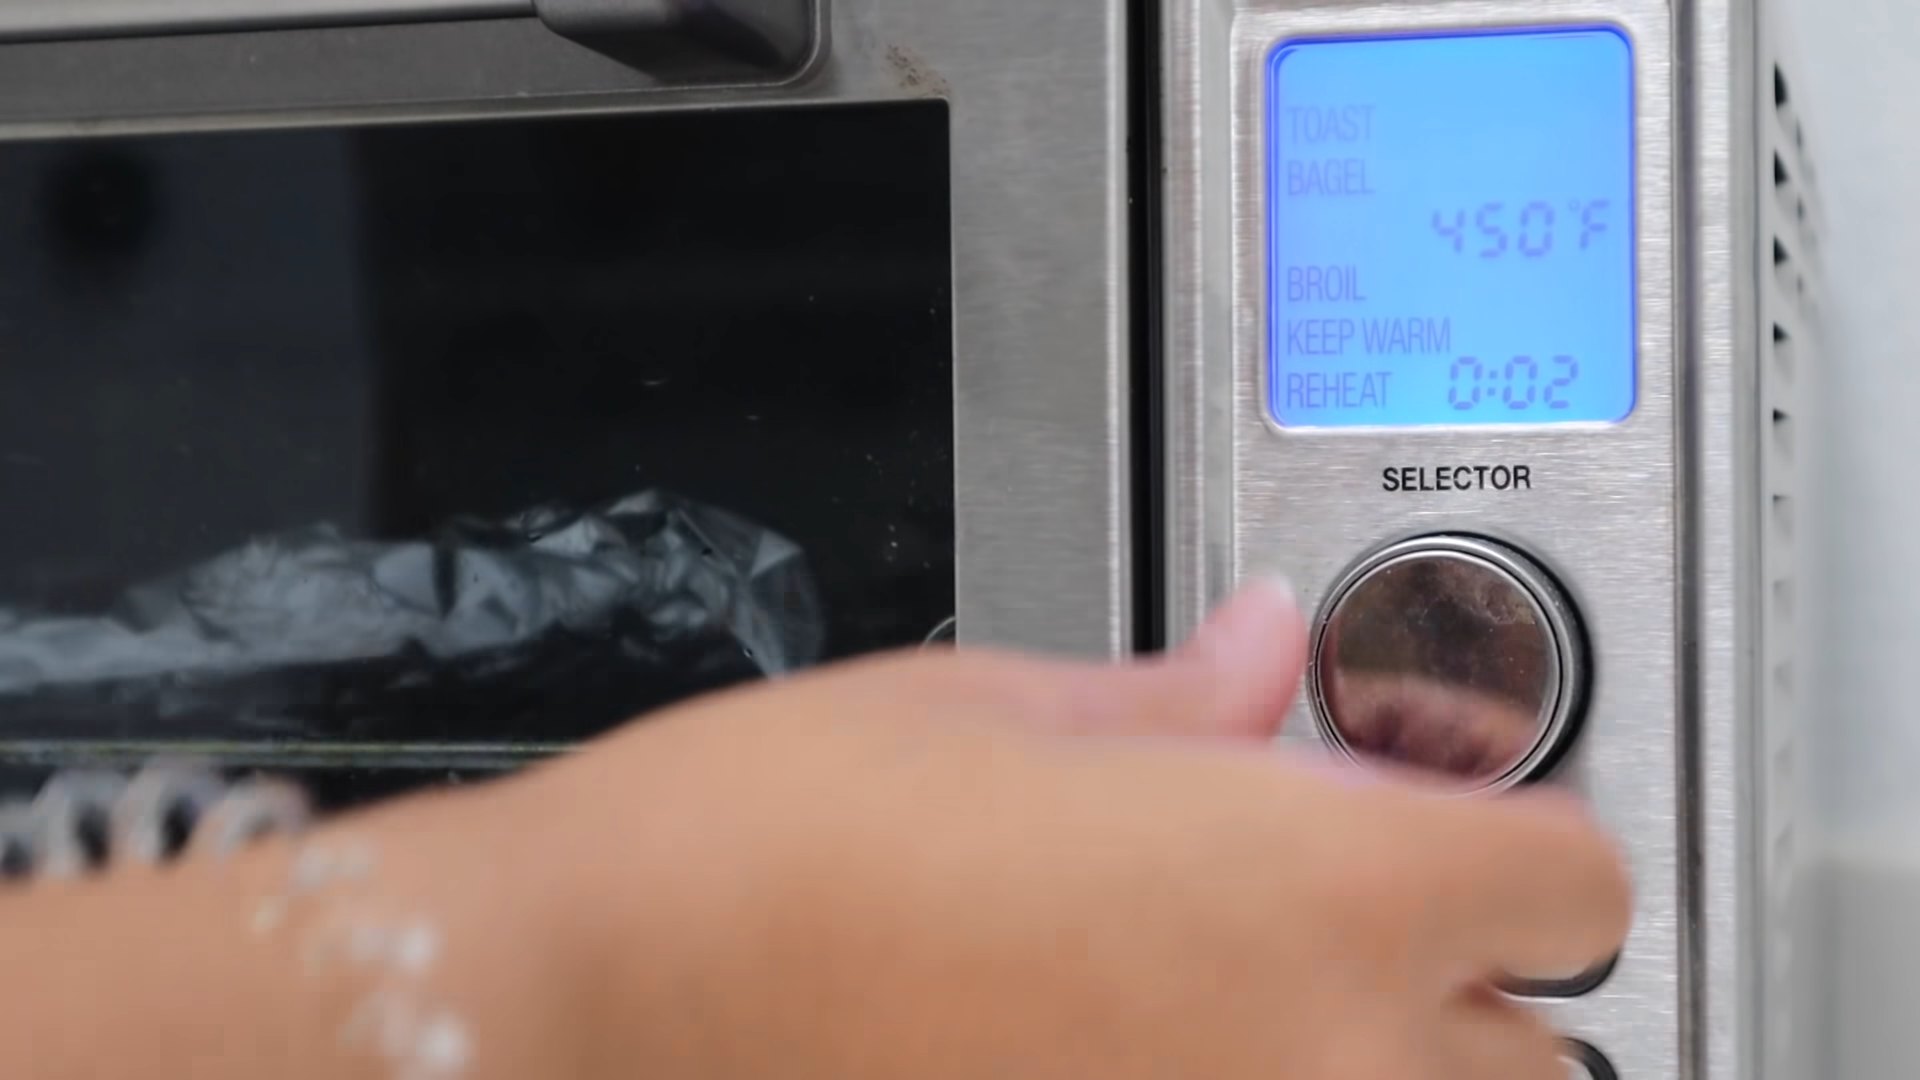 TOAST
BAGEL
450°F
BROIL
KEEP WARM
REHEAT 0:02
SELECTOR